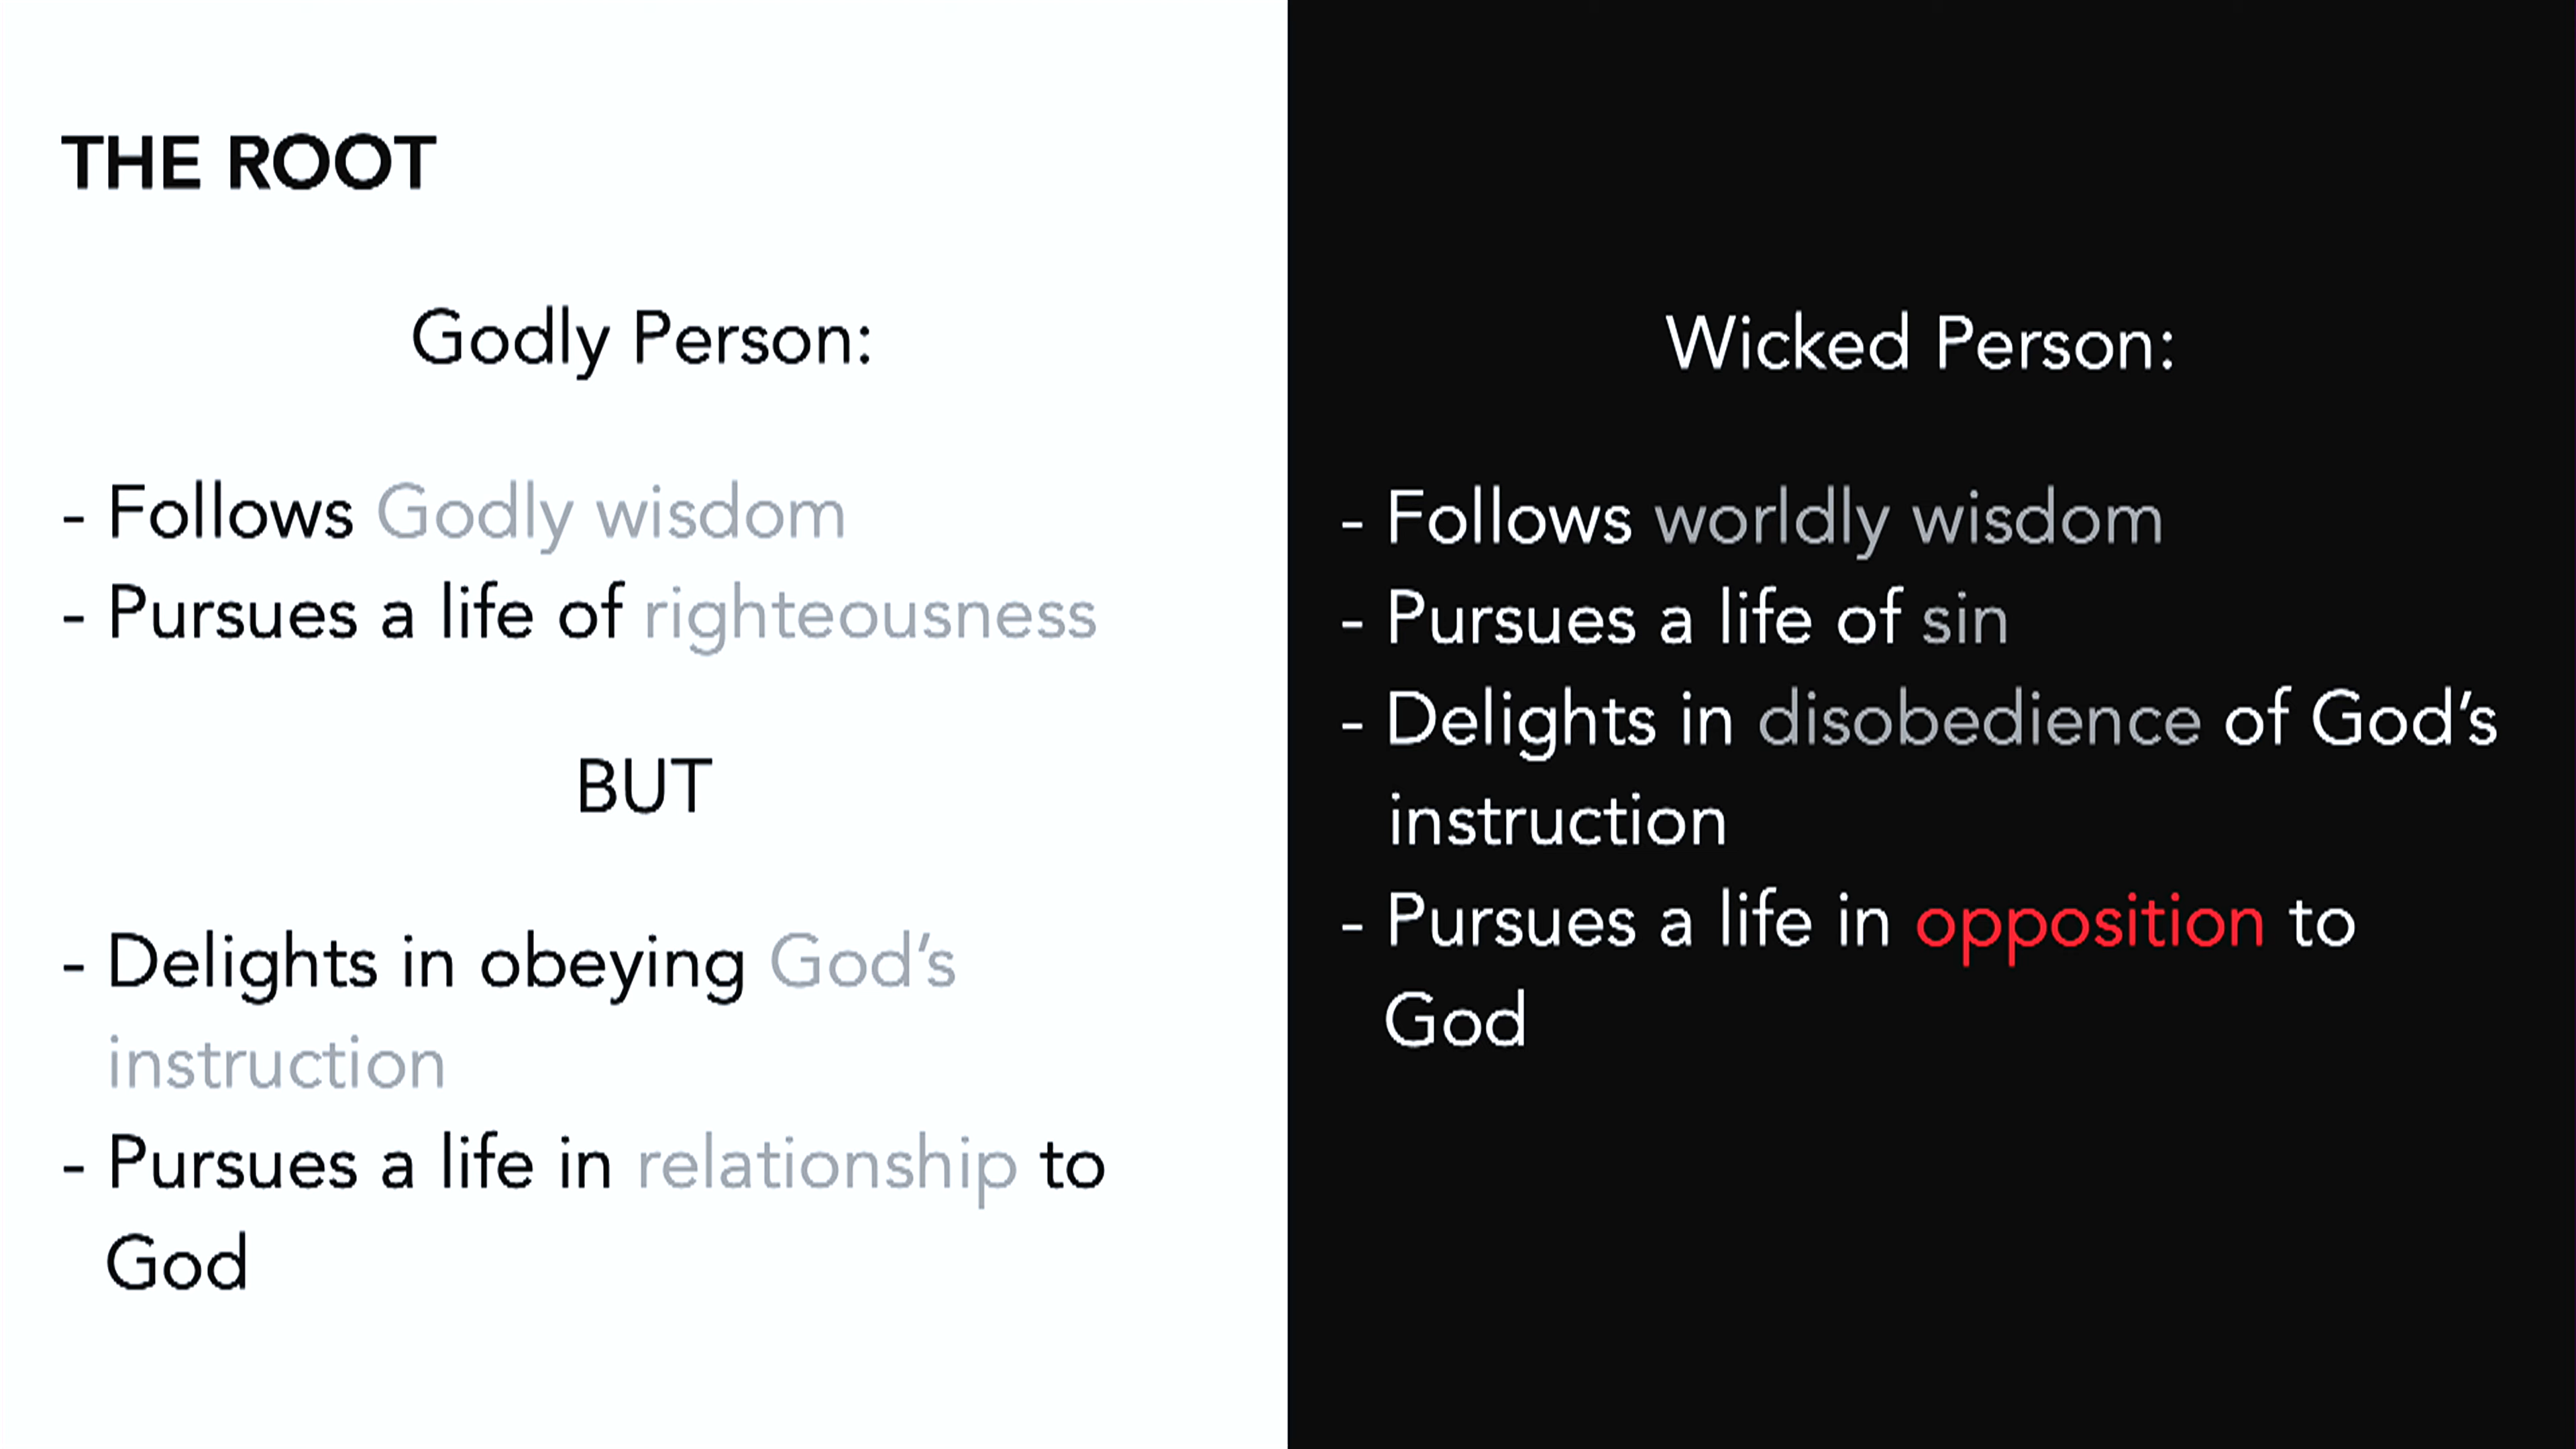 THE ROOT
Godly Person:
- Follows Godly wisdom
- Pursues a life of righteousness
BUT
- Delights in obeying God’s
instruction
- Pursues a life in relationship to
God
Wicked Person:
- Follows worldly wisdom
- Pursues a life of sin
- Delights in disobedience of God’s
instruction
- Pursues a life in opposition to
God